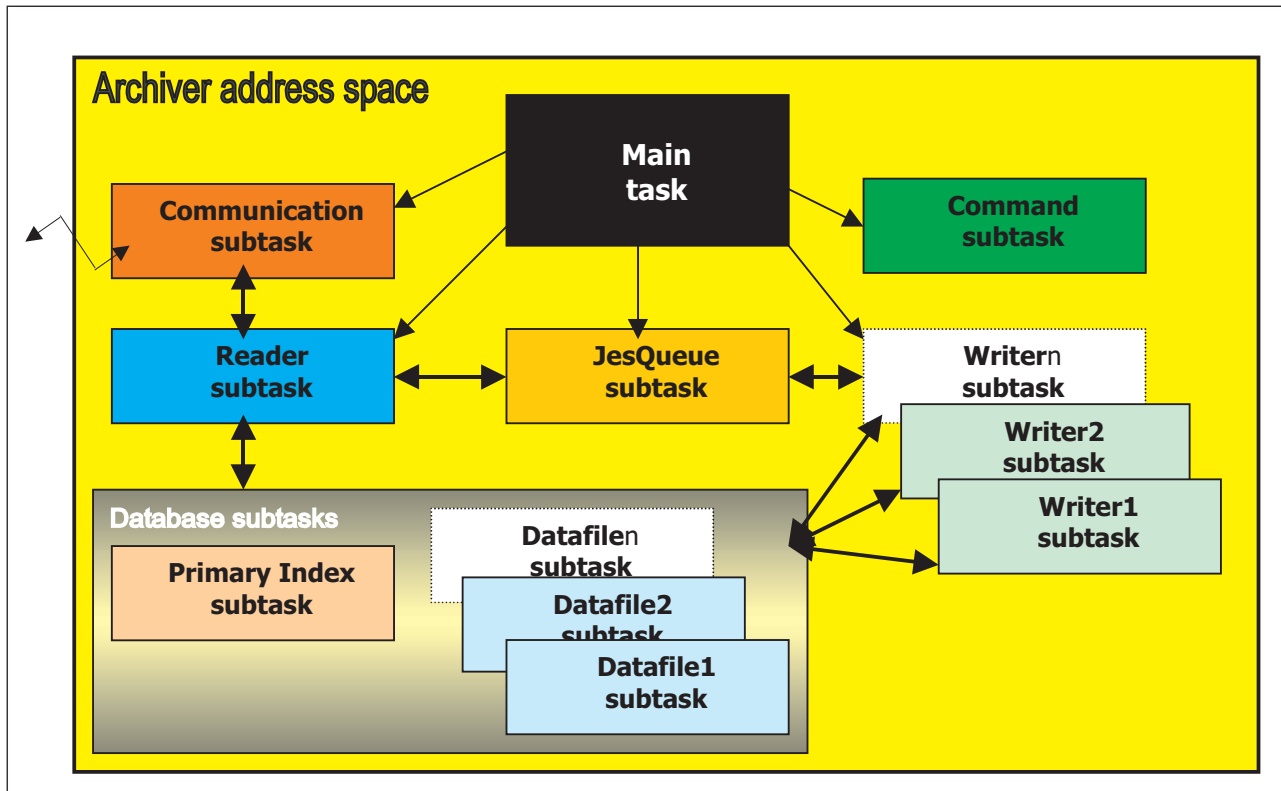 Archiver address space
Main
task
Communication
subtask
Command
subtask
Reader
subtask
JesQueue
subtask
Writern
subtask
Writer2
subtask
Writer1
subtask
Database subtasks
Primary Index
subtask
Datafilen
subtask
Datafile2
subtask
Datafile1
subtask